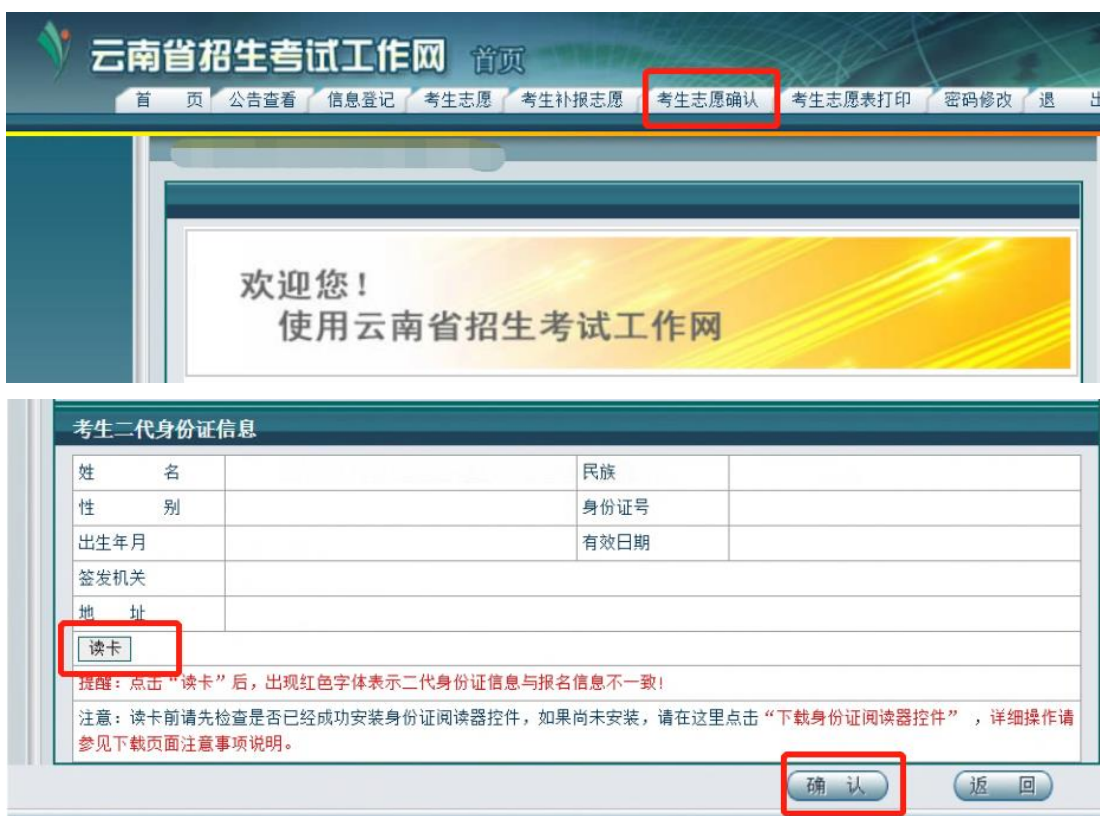 云南省招生考试工作网 首页
首 页 公告查看 信息登记 考生志愿 考生补报志愿 考生志愿确认 考生志愿表打印 密码修改 退 出
欢迎您！
使用云南省招生考试工作网
考生二代身份证信息
姓 名 民族
性 别 身份证号
出生年月 有效日期
签发机关
地 址
读卡
提醒：点击“读卡”后，出现红色字体表示二代身份证信息与报名信息不一致！
注意：读卡前请先检查是否已经成功安装身份证阅读器控件，如果尚未安装，请在这里点击“下载身份证阅读器控件” ，详细操作请
参见下载页面注意事项说明。
确 认 返 回